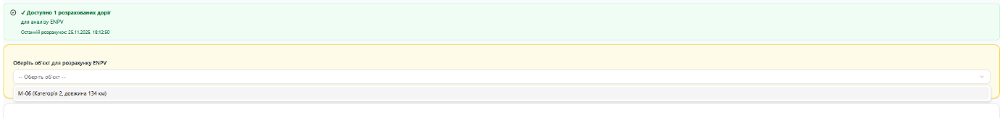 ✓ Доступно 1 розрахованих доріг
для аналізу ENPV
Останній розрахунок: 25.11.2025, 18:12:50
Оберіть об'єкт для розрахунку ENPV
-- Оберіть об'єкт --
М-06 (Категорія 2, довжина 134 км)